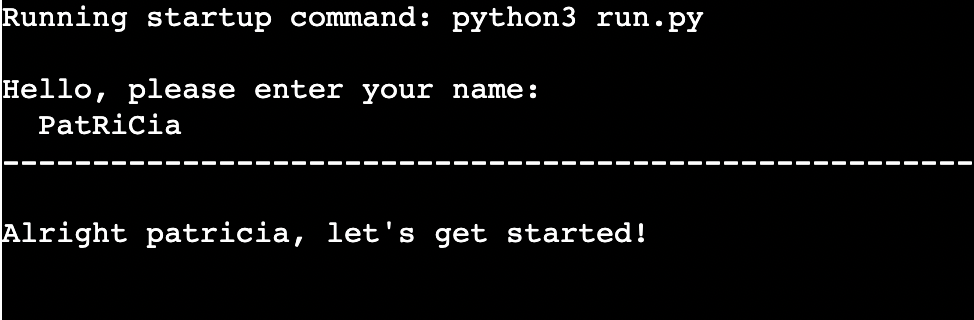 Running startup command: python3 run.py
Hello, please enter your name:
PatRiCia
------------------------------------------------------
Alright patricia, let's get started!